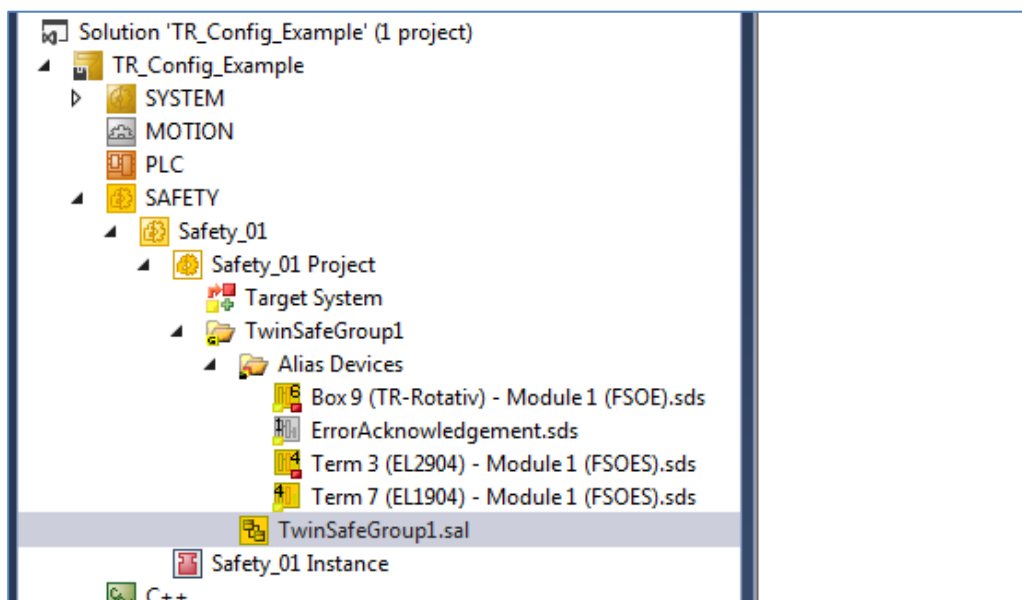 Solution 'TR_Config_Example' (1 project)
TR_Config_Example
SYSTEM
MOTION
PLC
SAFETY
Safety_01
Safety_01 Project
Target System
TwinSafeGroup1
Alias Devices
Box 9 (TR-Rotativ) - Module 1 (FSOE).sds
ErrorAcknowledgement.sds
Term 3 (EL2904) - Module 1 (FSOES).sds
Term 7 (EL1904) - Module 1 (FSOES).sds
TwinSafeGroup1.sal
Safety_01 Instance
C++